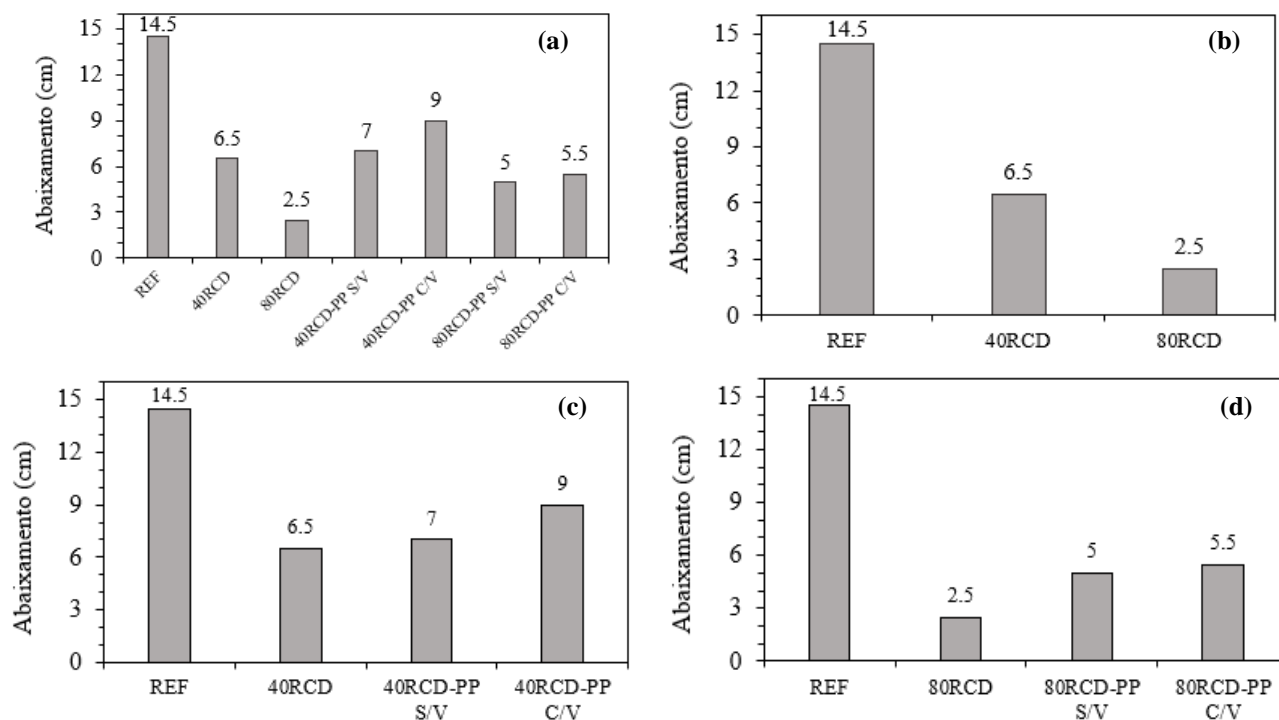 (a)
Abaixamento (cm)
15
12
9
6
3
0
14.5
6.5
2.5
7
9
5
5.5
REF
40RCD
80RCD
40RCD-PP S/V
40RCD-PP C/V
80RCD-PP S/V
80RCD-PP C/V
(b)
Abaixamento (cm)
15
12
9
6
3
0
14.5
6.5
2.5
REF
40RCD
80RCD
(c)
Abaixamento (cm)
15
12
9
6
3
0
14.5
6.5
7
9
REF
40RCD
40RCD-PP
S/V
40RCD-PP
C/V
(d)
Abaixamento (cm)
15
12
9
6
3
0
14.5
2.5
5
5.5
REF
80RCD
80RCD-PP
S/V
80RCD-PP
C/V